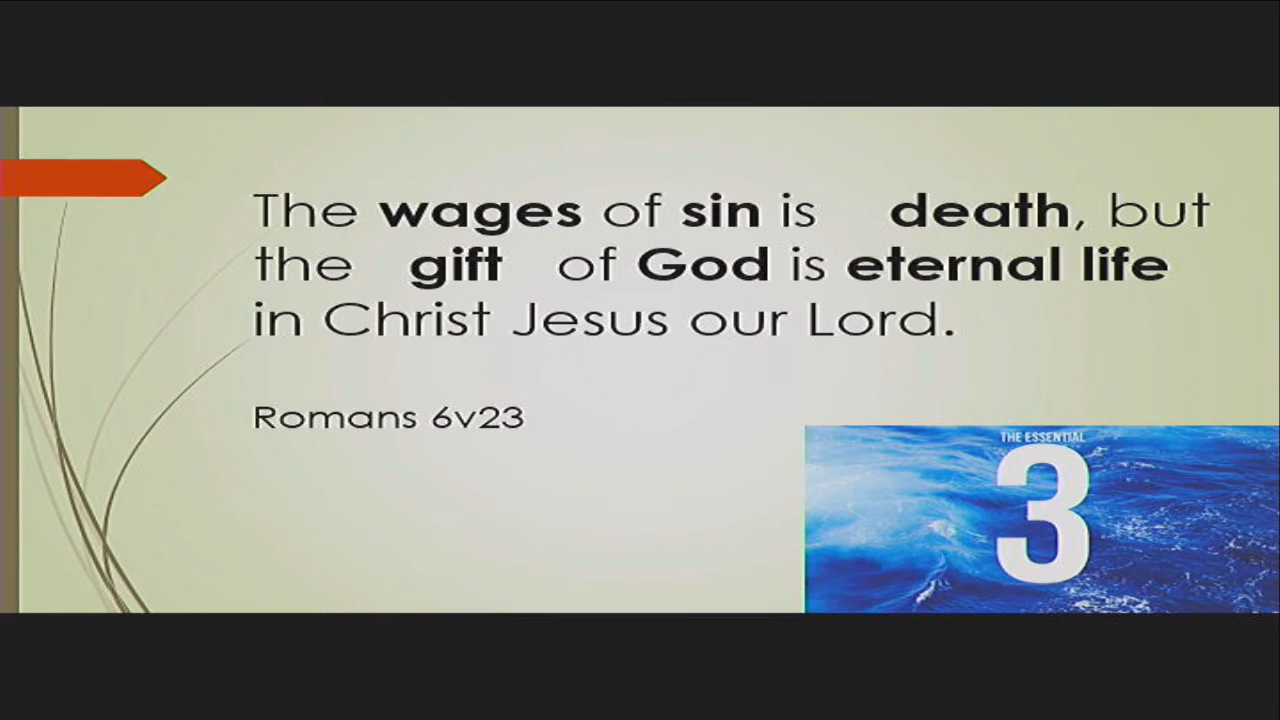 The wages of sin is death, but
the gift of God is eternal life
in Christ Jesus our Lord.
Romans 6v23
THE ESSENTIAL
3